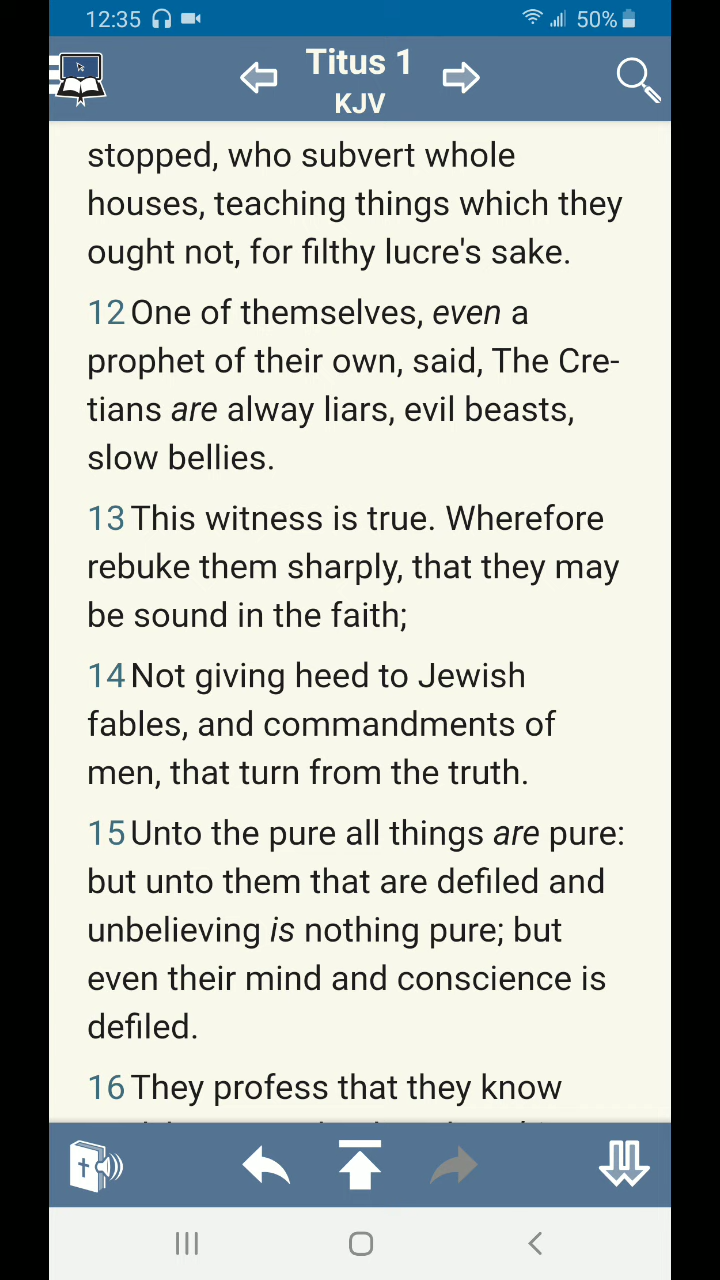 12:35
50%
Titus 1
KJV
stopped, who subvert whole
houses, teaching things which they
ought not, for filthy lucre's sake.
12 One of themselves, even a
prophet of their own, said, The Cre-
tians are alway liars, evil beasts,
slow bellies.
13 This witness is true. Wherefore
rebuke them sharply, that they may
be sound in the faith;
14 Not giving heed to Jewish
fables, and commandments of
men, that turn from the truth.
15 Unto the pure all things are pure:
but unto them that are defiled and
unbelieving is nothing pure; but
even their mind and conscience is
defiled.
16 They profess that they know